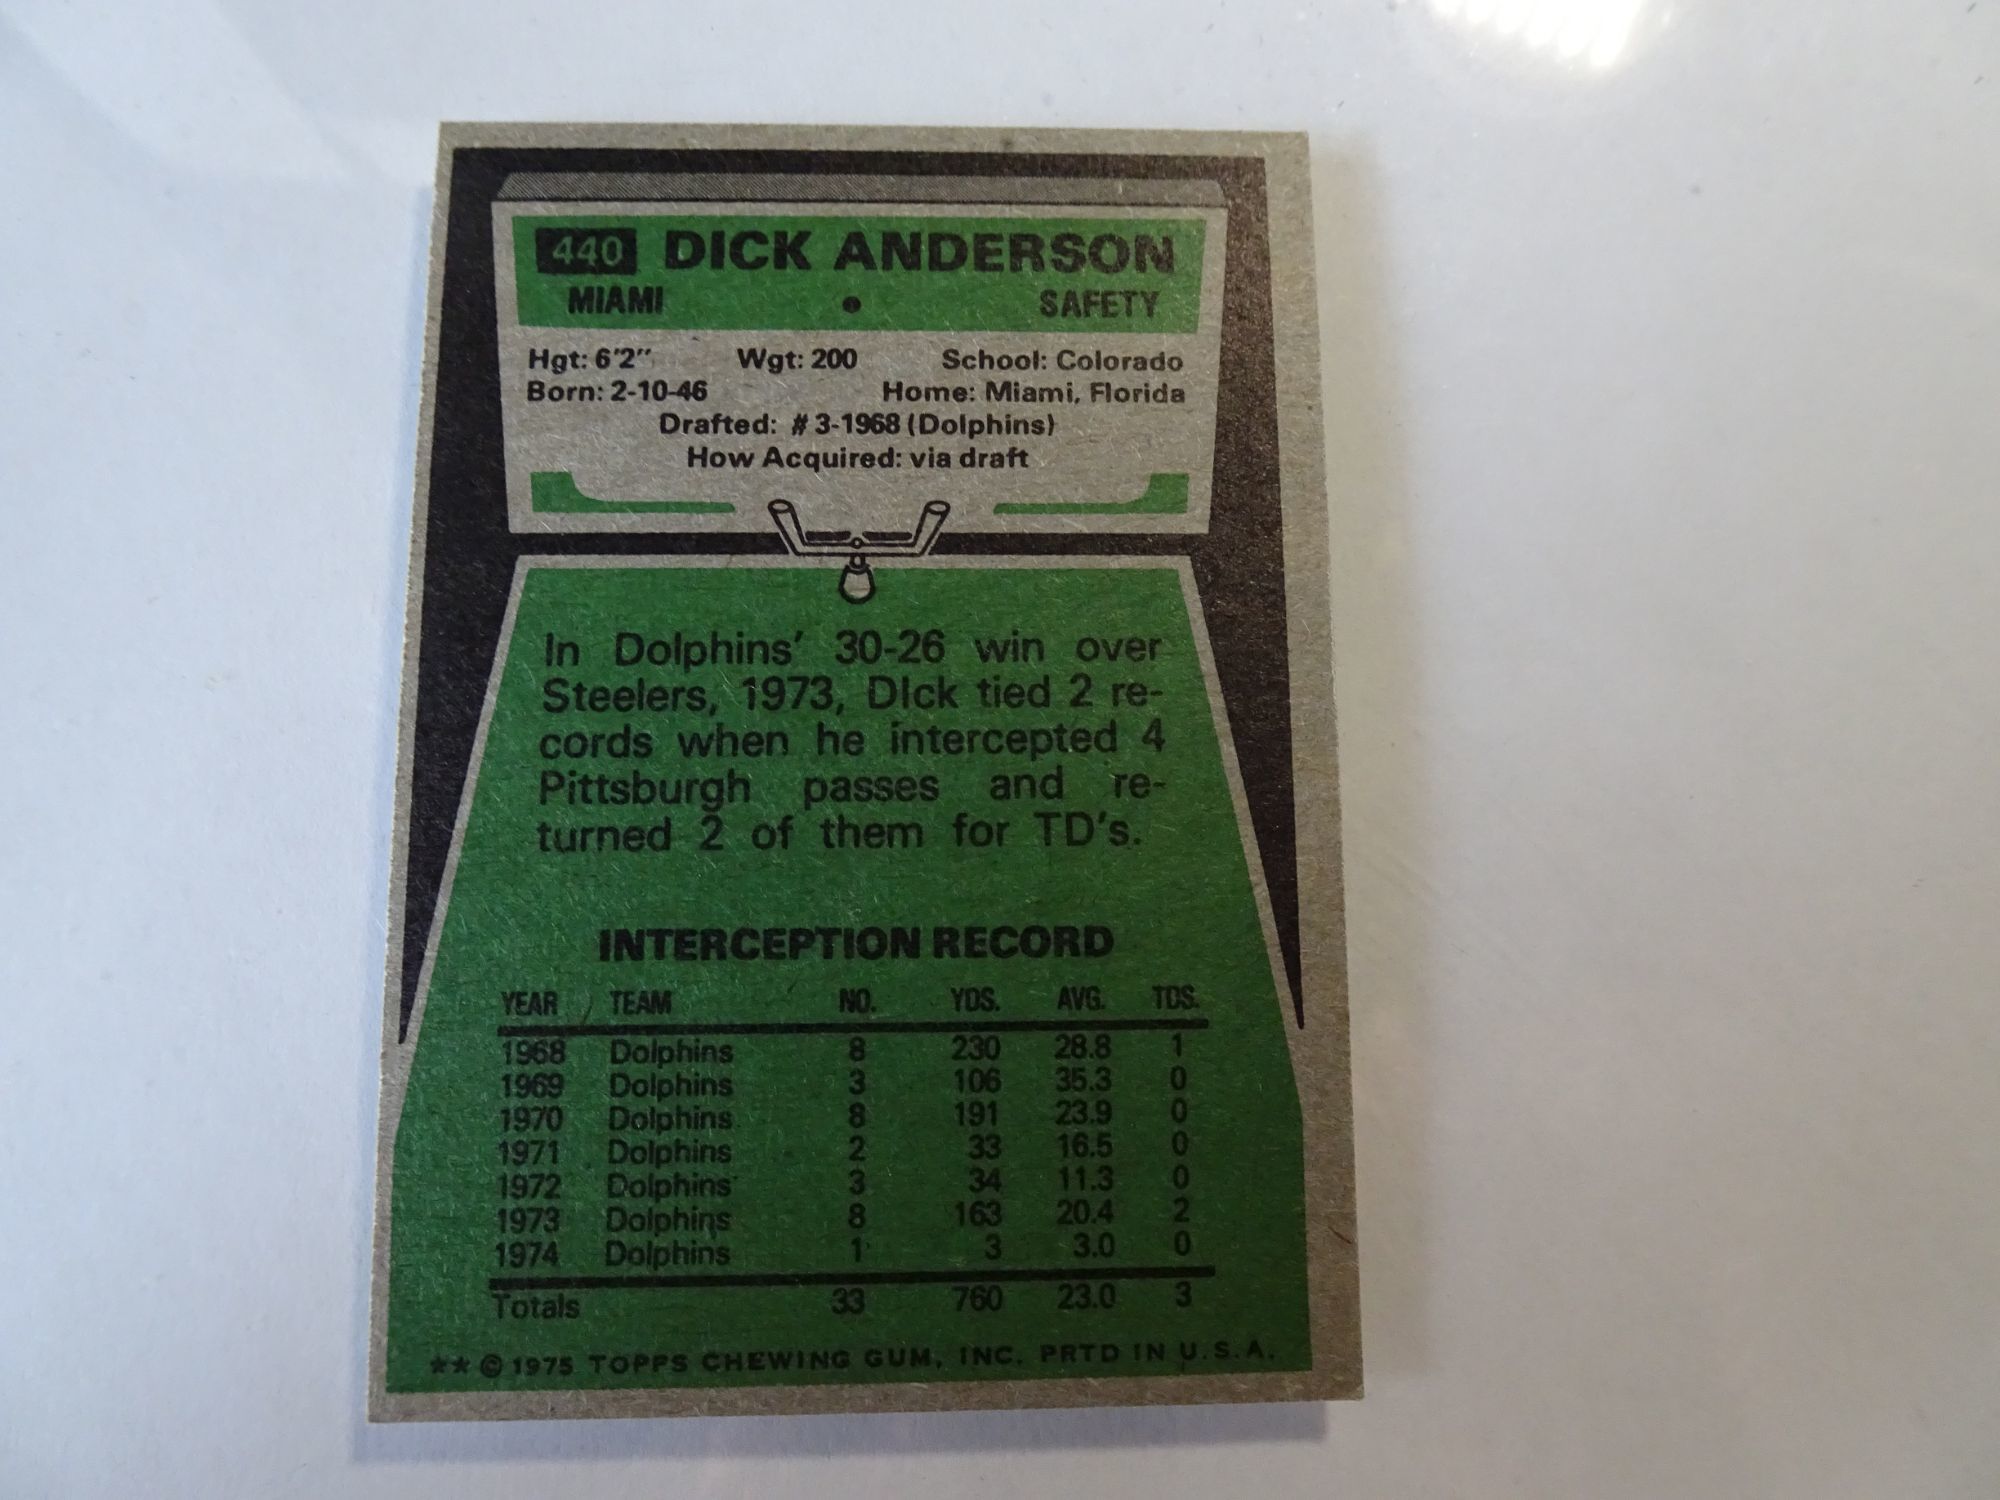 440 DICK ANDERSON
MIAMI • SAFETY
Hgt: 6'2" Wgt: 200 School: Colorado
Born: 2-10-46 Home: Miami, Florida
Drafted: #3-1968 (Dolphins)
How Acquired: via draft
In Dolphins' 30-26 win over
Steelers, 1973, DIck tied 2 re-
cords when he intercepted 4
Pittsburgh passes and re-
turned 2 of them for TD's.
INTERCEPTION RECORD
YEAR TEAM NO. YDS. AVG. TDS.
1968 Dolphins 8 230 28.8 1
1969 Dolphins 3 106 35.3 0
1970 Dolphins 8 191 23.9 0
1971 Dolphins 2 33 16.5 0
1972 Dolphins 3 34 11.3 0
1973 Dolphins 8 163 20.4 2
1974 Dolphins 1 3 3.0 0
Totals 33 760 23.0 3
** © 1975 TOPPS CHEWING GUM, INC. PRTD IN U.S.A.